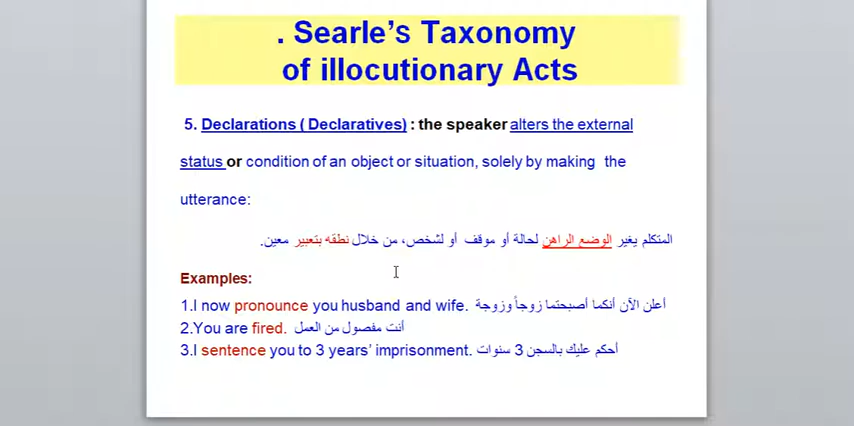 . Searle’s Taxonomy
of illocutionary Acts
5. Declarations ( Declaratives) : the speaker alters the external
status or condition of an object or situation, solely by making the
utterance:
المتكلم يغير الوضع الراهن لحالة أو موقف أو لشخص، من خلال نطقه بتعبير معين.
Examples:
1.I now pronounce you husband and wife. أعلن الآن أنكما أصبحتما زوجاً وزوجة
2.You are fired. أنت مفصول من العمل
3.I sentence you to 3 years’ imprisonment. أحكم عليك بالسجن 3 سنوات